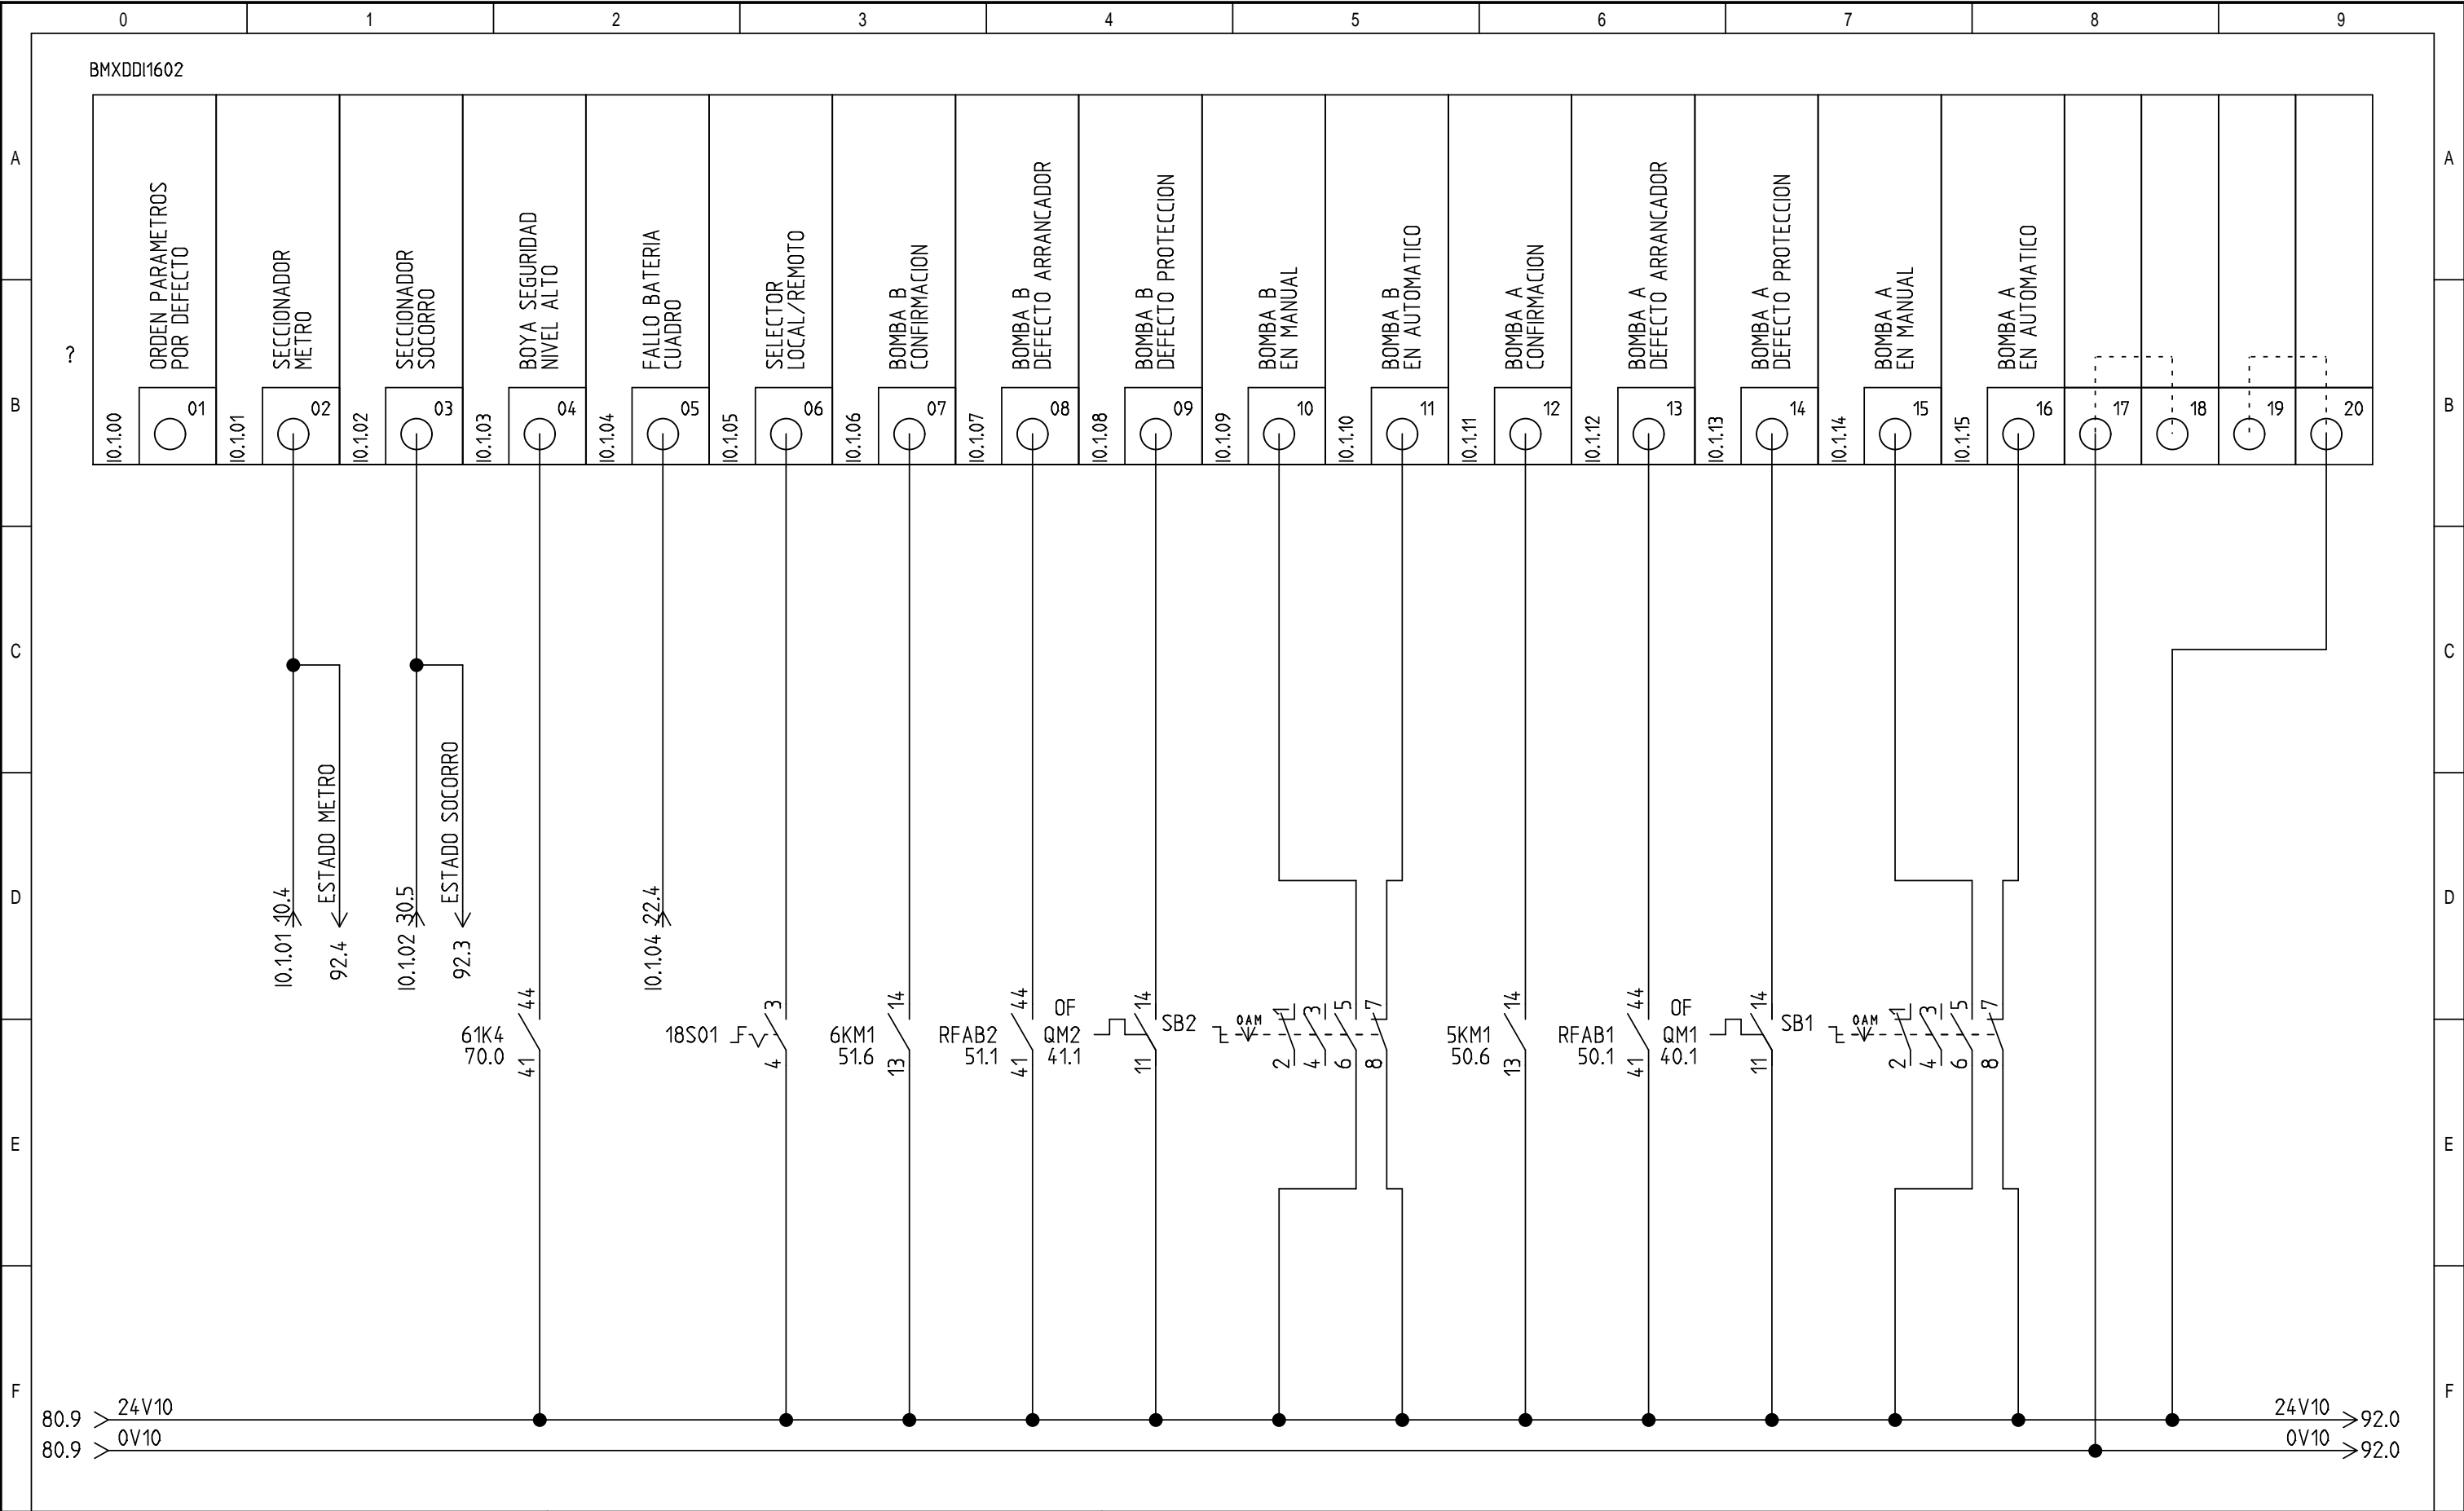 0 1 2 3 4 5 6 7 8 9
BMXDDI1602
A A
ORDEN PARAMETROS
POR DEFECTO
SECCIONADOR
METRO
SECCIONADOR
SOCORRO
BOYA SEGURIDAD
NIVEL ALTO
FALLO BATERIA
CUADRO
SELECTOR
LOCAL/REMOTO
BOMBA B
CONFIRMACION
BOMBA B
DEFECTO ARRANCADOR
BOMBA B
DEFECTO PROTECCION
BOMBA B
EN MANUAL
BOMBA B
EN AUTOMATICO
BOMBA A
CONFIRMACION
BOMBA A
DEFECTO ARRANCADOR
BOMBA A
DEFECTO PROTECCION
BOMBA A
EN MANUAL
BOMBA A
EN AUTOMATICO
?
B B
I0.1.00 01 I0.1.01 02 I0.1.02 03 I0.1.03 04 I0.1.04 05 I0.1.05 06 I0.1.06 07 I0.1.07 08 I0.1.08 09 I0.1.09 10 I0.1.10 11 I0.1.11 12 I0.1.12 13 I0.1.13 14 I0.1.14 15 I0.1.15 16 17 18 19 20
C C
D D
I0.1.01 10.4
ESTADO METRO
92.4
I0.1.02 30.5
ESTADO SOCORRO
92.3
I0.1.04 22.4
61K4
70.0
44
41
18S01
3
4
6KM1
51.6
14
13
RFAB2
51.1
44
41
OF
QM2
41.1
14
11
SB2
0AM
1 3 5 7
2 4 6 8
5KM1
50.6
14
13
RFAB1
50.1
44
41
OF
QM1
40.1
14
11
SB1
0AM
1 3 5 7
2 4 6 8
E E
F F
80.9 24V10 24V10 92.0
80.9 0V10 0V10 92.0